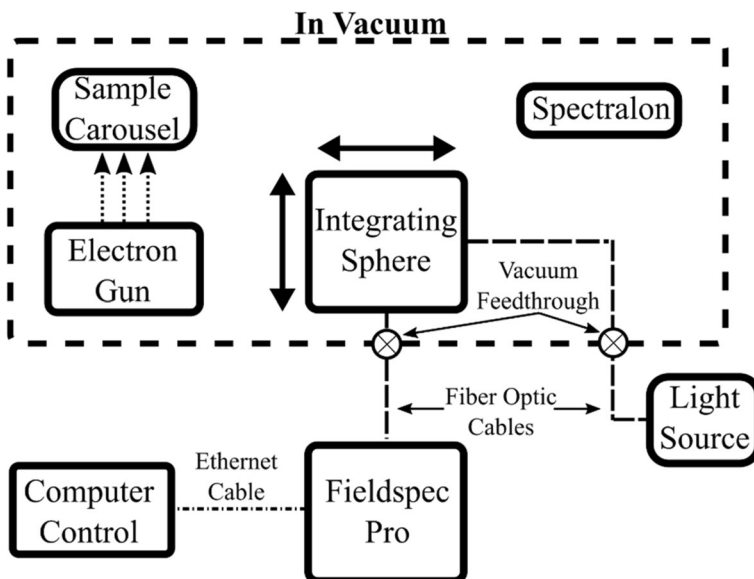 In Vacuum
Sample
Carousel
Spectralon
Integrating
Sphere
Electron
Gun
Vacuum
Feedthrough
Fiber Optic
Cables
Light
Source
Ethernet
Cable
Computer
Control
Fieldspec
Pro